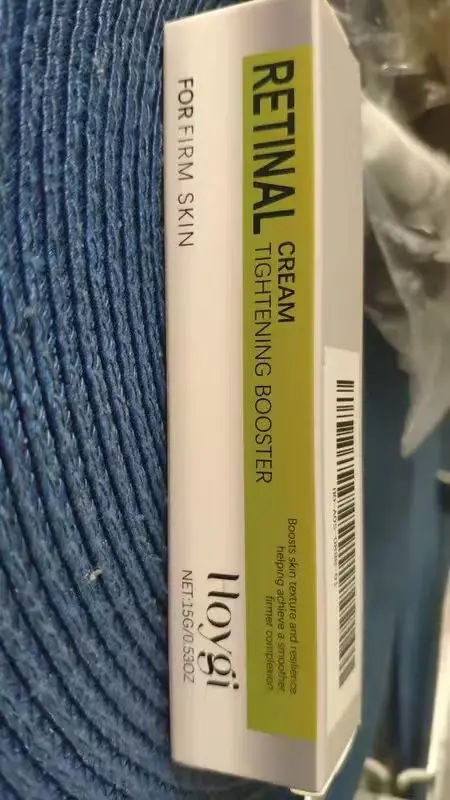 RETINAL CREAM
TIGHTENING BOOSTER
FOR FIRM SKIN
Boosts skin texture and resilience
helping achieve a smoother
firmer complexion
Hoygi
NET:15G/0.53OZ